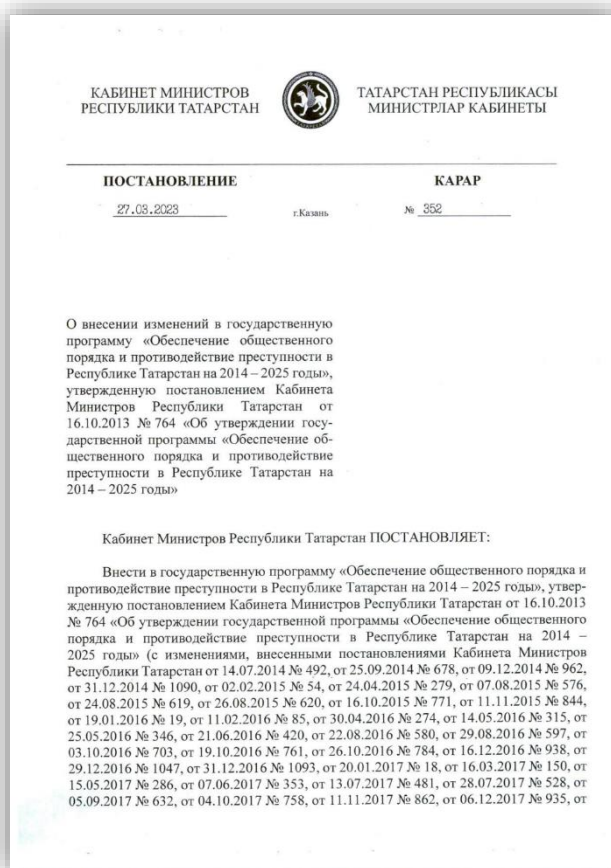 КАБИНЕТ МИНИСТРОВ
РЕСПУБЛИКИ ТАТАРСТАН
ТАТАРСТАН РЕСПУБЛИКАСЫ
МИНИСТРЛАР КАБИНЕТЫ
ПОСТАНОВЛЕНИЕ
КАРАР
27.03.2023
г.Казань
№ 352
О внесении изменений в государственную
программу «Обеспечение общественного
порядка и противодействие преступности в
Республике Татарстан на 2014 – 2025 годы»,
утвержденную постановлением Кабинета
Министров Республики Татарстан от
16.10.2013 № 764 «Об утверждении госу-
дарственной программы «Обеспечение об-
щественного порядка и противодействие
преступности в Республике Татарстан на
2014 – 2025 годы»
Кабинет Министров Республики Татарстан ПОСТАНОВЛЯЕТ:
Внести в государственную программу «Обеспечение общественного порядка и
противодействие преступности в Республике Татарстан на 2014 – 2025 годы», утвер-
жденную постановлением Кабинета Министров Республики Татарстан от 16.10.2013
№ 764 «Об утверждении государственной программы «Обеспечение общественного
порядка и противодействие преступности в Республике Татарстан на 2014 –
2025 годы» (с изменениями, внесенными постановлениями Кабинета Министров
Республики Татарстан от 14.07.2014 № 492, от 25.09.2014 № 678, от 09.12.2014 № 962,
от 31.12.2014 № 1090, от 02.02.2015 № 54, от 24.04.2015 № 279, от 07.08.2015 № 576,
от 24.08.2015 № 619, от 26.08.2015 № 620, от 16.10.2015 № 771, от 11.11.2015 № 844,
от 19.01.2016 № 19, от 11.02.2016 № 85, от 30.04.2016 № 274, от 14.05.2016 № 315, от
25.05.2016 № 346, от 21.06.2016 № 420, от 22.08.2016 № 580, от 29.08.2016 № 597, от
03.10.2016 № 703, от 19.10.2016 № 761, от 26.10.2016 № 784, от 16.12.2016 № 938, от
29.12.2016 № 1047, от 31.12.2016 № 1093, от 20.01.2017 № 18, от 16.03.2017 № 150, от
15.05.2017 № 286, от 07.06.2017 № 353, от 13.07.2017 № 481, от 28.07.2017 № 528, от
05.09.2017 № 632, от 04.10.2017 № 758, от 11.11.2017 № 862, от 06.12.2017 № 935, от